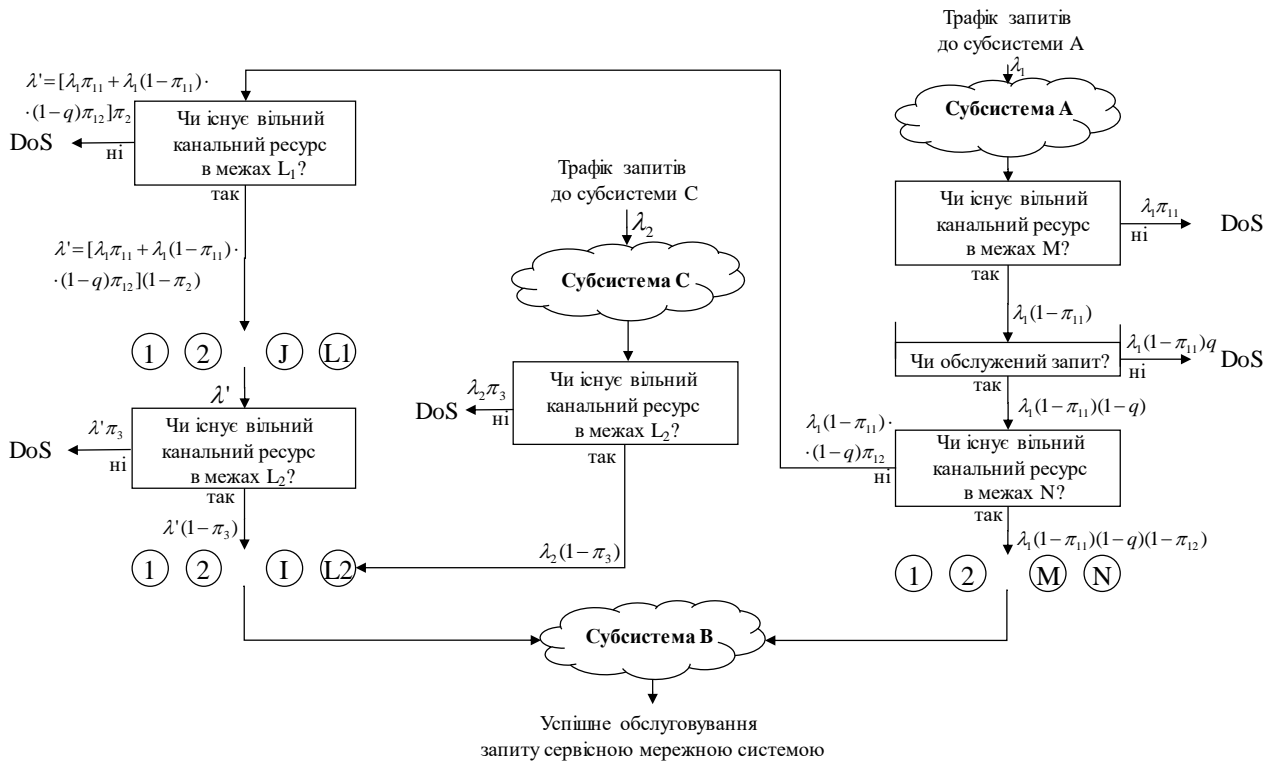 Трафік запитів
до субсистеми А
λ₁
Субсистема А
Чи існує вільний
канальний ресурс
в межах M?
λ₁π₁₁
ні
DoS
так
λ₁(1−π₁₁)
Чи обслужений запит?
λ₁(1−π₁₁)q
ні
DoS
так
λ₁(1−π₁₁)(1−q)
Чи існує вільний
канальний ресурс
в межах N?
λ₁(1−π₁₁)·
·(1−q)π₁₂
ні
так
λ₁(1−π₁₁)(1−q)(1−π₁₂)
1 2 M N
λ'=[λ₁π₁₁+λ₁(1−π₁₁)·
·(1−q)π₁₂]π₂
DoS
ні
Чи існує вільний
канальний ресурс
в межах L₁?
так
λ'=[λ₁π₁₁+λ₁(1−π₁₁)·
·(1−q)π₁₂](1−π₂)
1 2 J L1
λ'
Чи існує вільний
канальний ресурс
в межах L₂?
λ'π₃
DoS
ні
так
λ'(1−π₃)
1 2 I L2
Трафік запитів
до субсистеми С
λ₂
Субсистема С
Чи існує вільний
канальний ресурс
в межах L₂?
λ₂π₃
DoS
ні
так
λ₂(1−π₃)
Субсистема В
Успішне обслуговування
запиту сервісною мережною системою